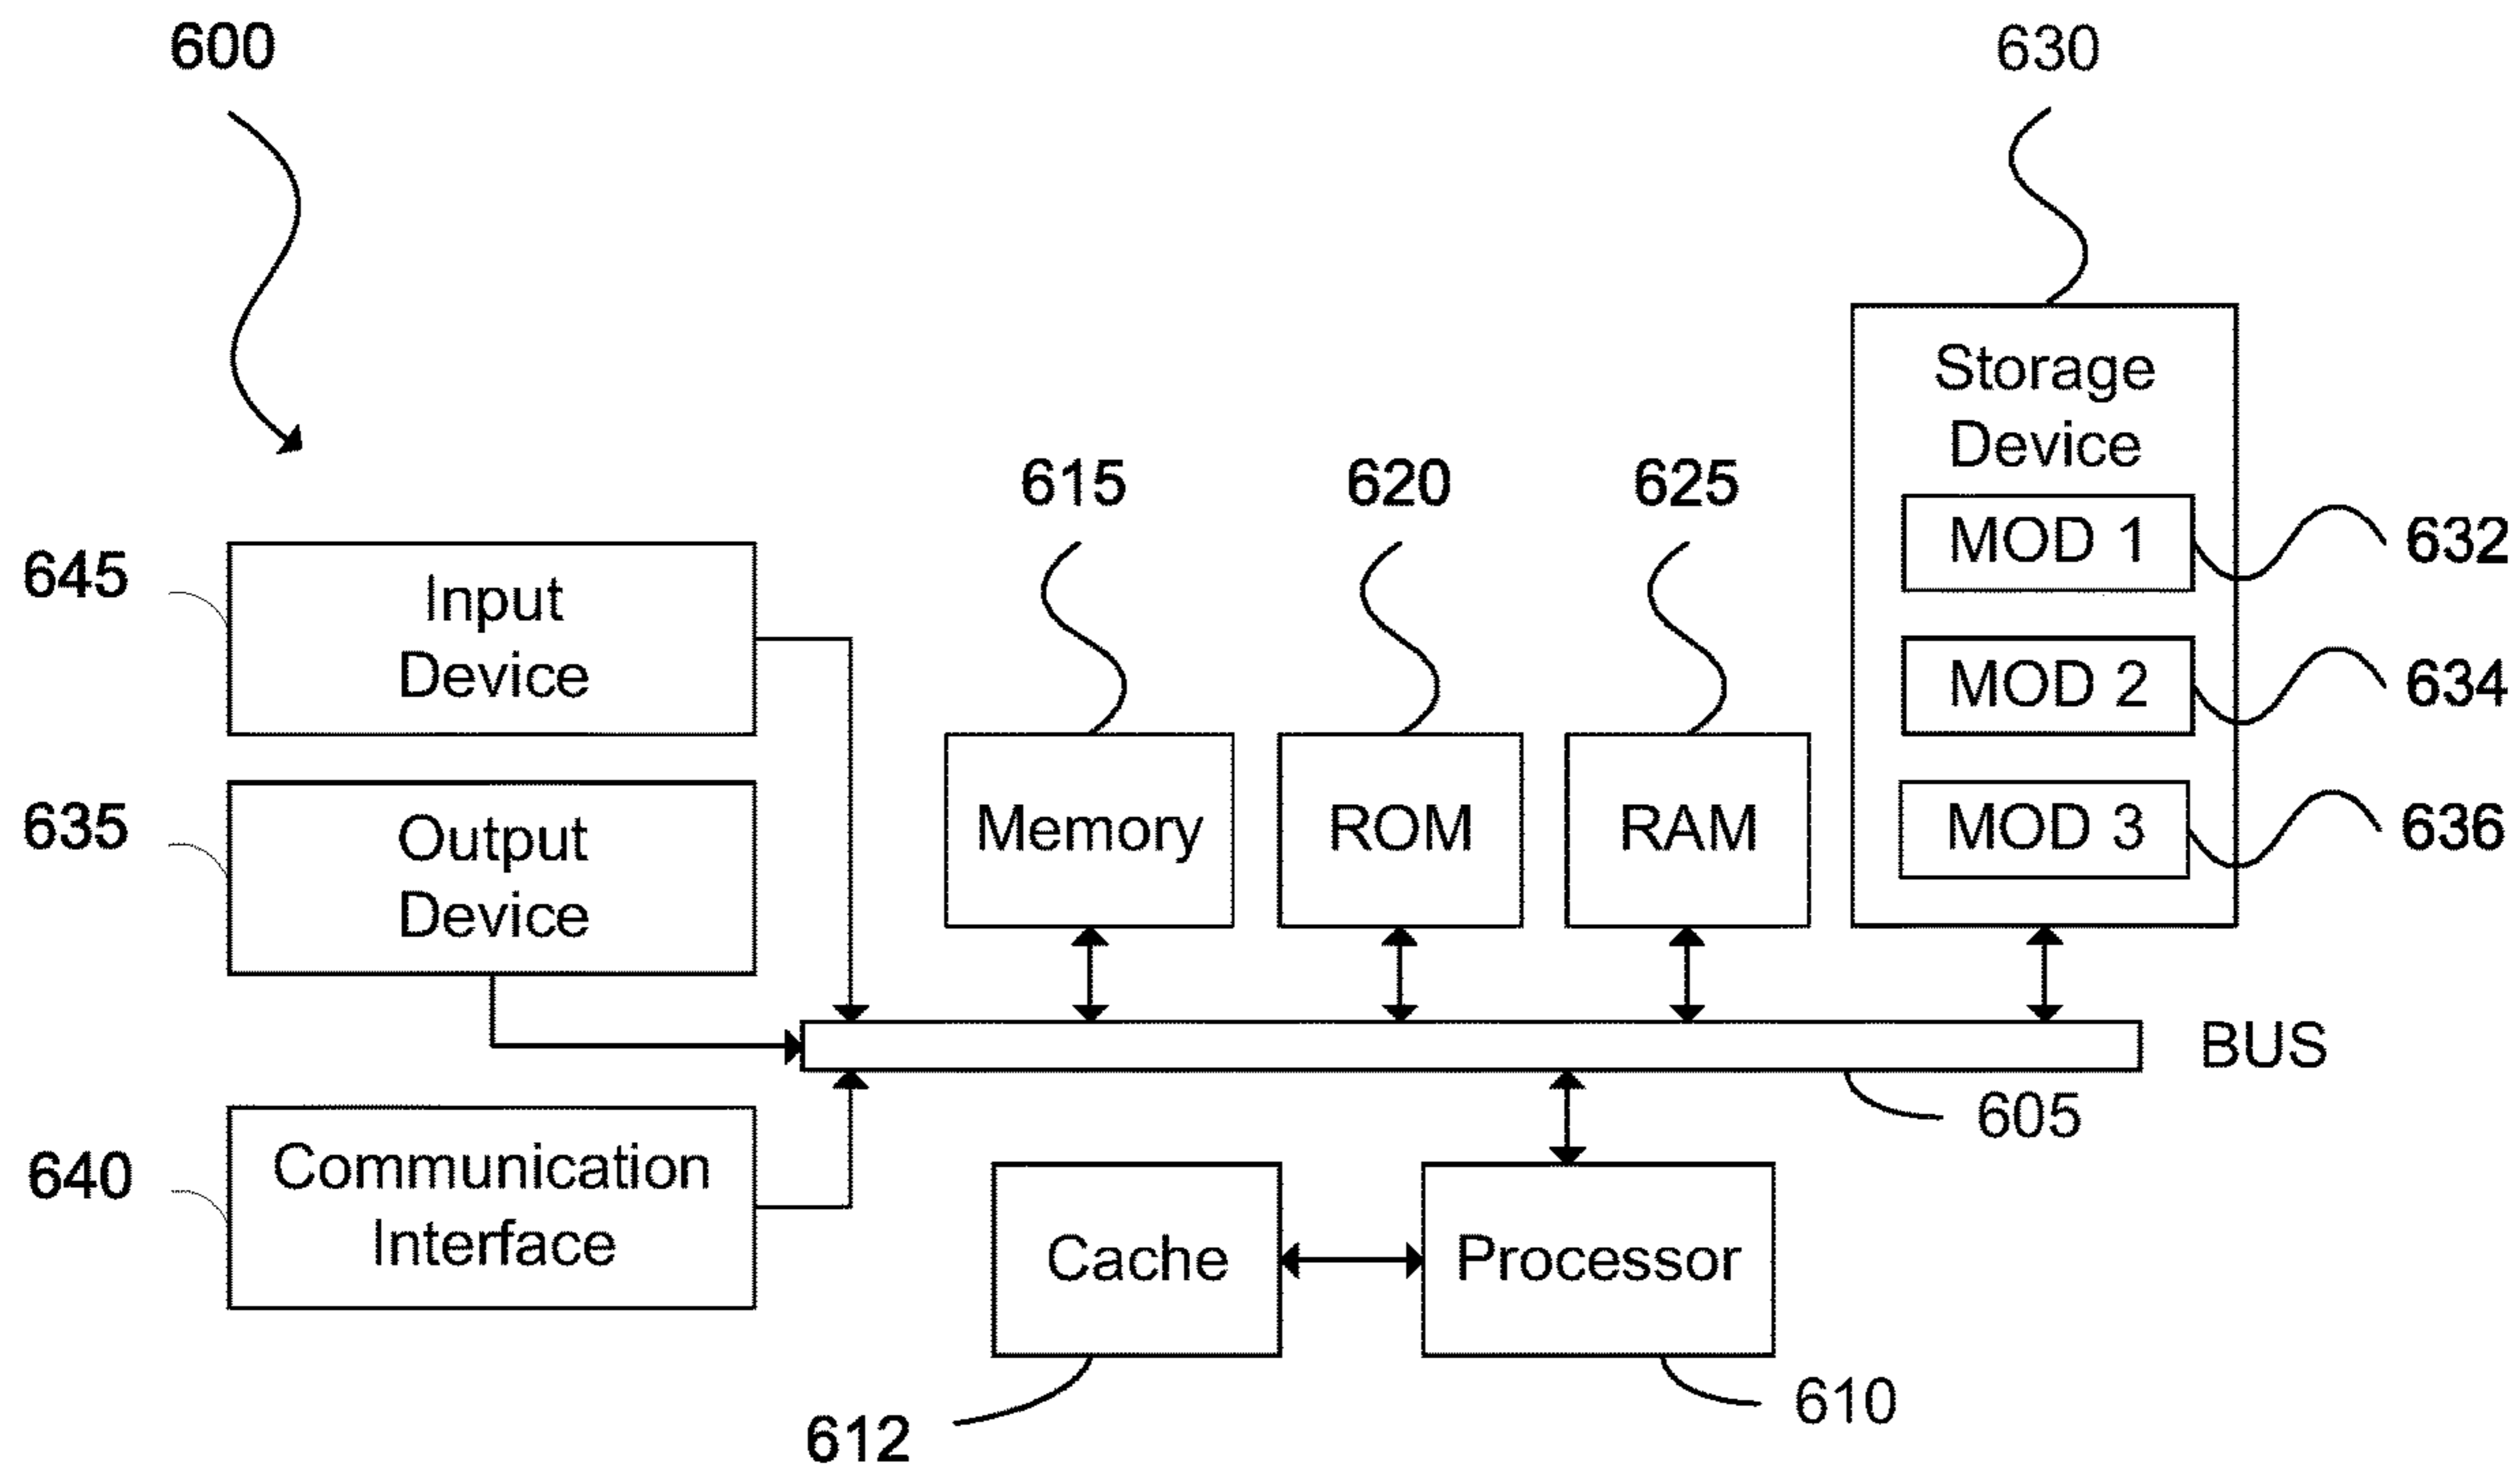 600
630
Storage
Device
615
620
625
MOD 1
632
645
Input
Device
MOD 2
634
635
Output
Device
Memory
ROM
RAM
MOD 3
636
BUS
605
640
Communication
Interface
Cache
Processor
612
610